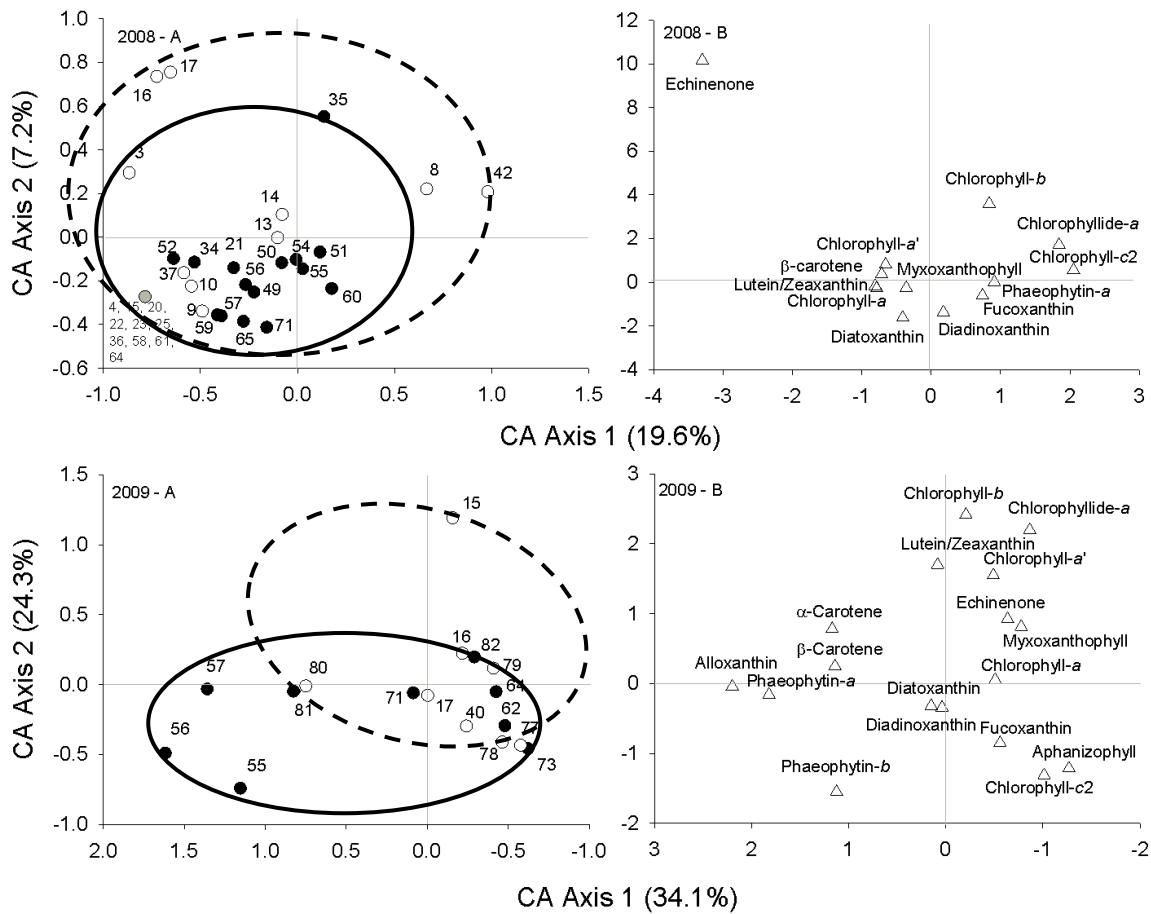 2008 - A
CA Axis 2 (7.2%)
1.0
0.8
0.6
0.4
0.2
0.0
-0.2
-0.4
-0.6
-1.0
-0.5
0.0
0.5
1.0
1.5
17
16
35
3
8
42
14
13
52
34
21
50
54
51
37
10
56
55
49
60
9
57
59
65
71
4, 15, 20,
22, 23, 25,
36, 58, 61,
64
2008 - B
12
10
8
6
4
2
0
-2
-4
-4
-3
-2
-1
0
1
2
3
Echinenone
Chlorophyll-b
Chlorophyllide-a
Chlorophyll-a'
Chlorophyll-c2
β-carotene
Myxoxanthophyll
Lutein/Zeaxanthin
Phaeophytin-a
Chlorophyll-a
Fucoxanthin
Diatoxanthin
Diadinoxanthin
CA Axis 1 (19.6%)
2009 - A
CA Axis 2 (24.3%)
1.5
1.0
0.5
0.0
-0.5
-1.0
2.0
1.5
1.0
0.5
0.0
-0.5
-1.0
15
16
82
57
80
79
81
71
17
64
40
62
56
77
78
55
73
2009 - B
3
2
1
0
-1
-2
3
2
1
0
-1
-2
Chlorophyll-b
Chlorophyllide-a
Lutein/Zeaxanthin
Chlorophyll-a'
α-Carotene
Echinenone
Myxoxanthophyll
β-Carotene
Alloxanthin
Chlorophyll-a
Phaeophytin-a
Diatoxanthin
Diadinoxanthin
Fucoxanthin
Aphanizophyll
Phaeophytin-b
Chlorophyll-c2
CA Axis 1 (34.1%)